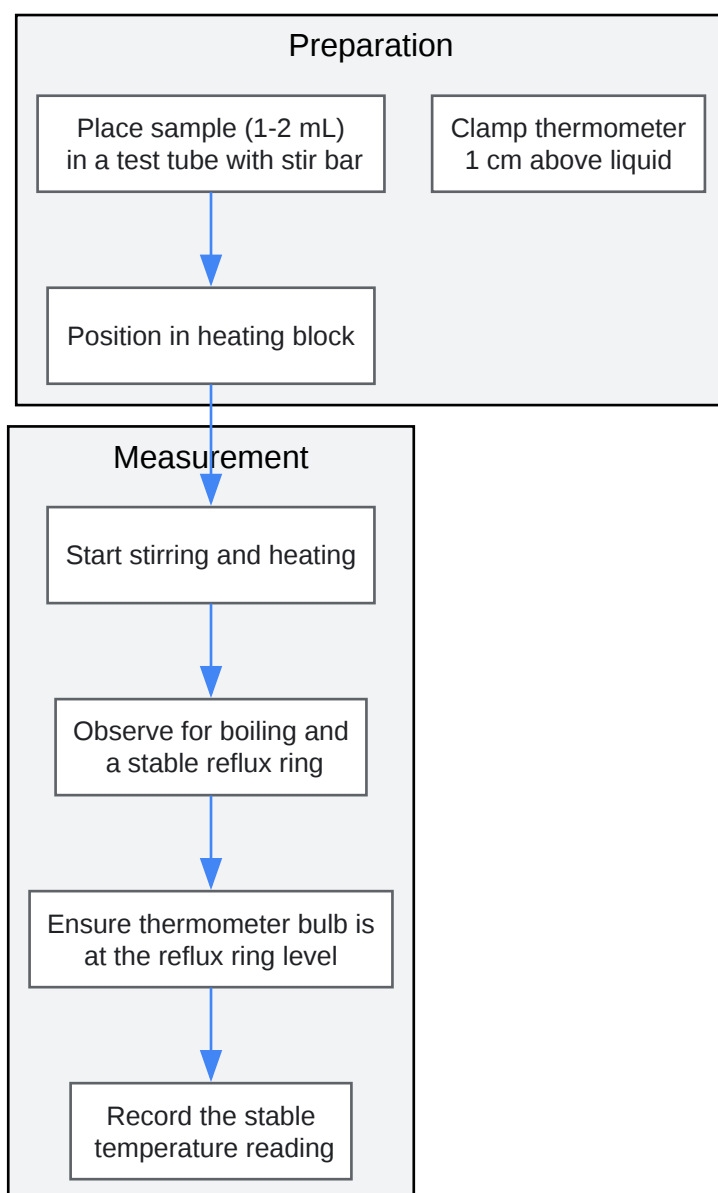 Preparation
Place sample (1-2 mL)
in a test tube with stir bar
Clamp thermometer
1 cm above liquid
Position in heating block
Measurement
Start stirring and heating
Observe for boiling and
a stable reflux ring
Ensure thermometer bulb is
at the reflux ring level
Record the stable
temperature reading